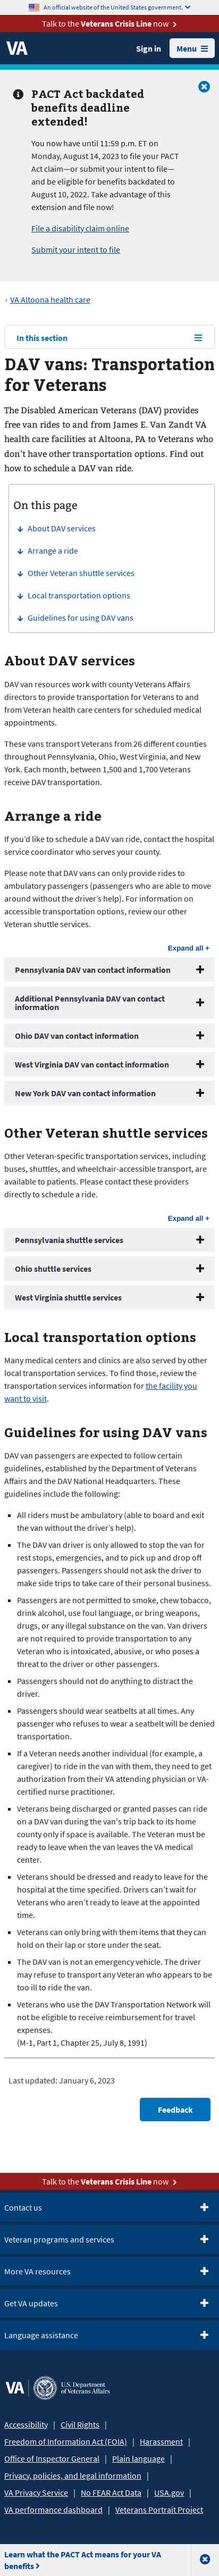 An official website of the United States government.
Talk to the Veterans Crisis Line now
VA
Sign in
Menu
PACT Act backdated
benefits deadline
extended!
You now have until 11:59 p.m. ET on
Monday, August 14, 2023 to file your PACT
Act claim—or submit your intent to file—
and be eligible for benefits backdated to
August 10, 2022. Take advantage of this
extension and file now!
File a disability claim online
Submit your intent to file
‹ VA Altoona health care
In this section
DAV vans: Transportation
for Veterans
The Disabled American Veterans (DAV) provides
free van rides to and from James E. Van Zandt VA
health care facilities at Altoona, PA to Veterans who
don't have other transportation options. Find out
how to schedule a DAV van ride.
On this page
About DAV services
Arrange a ride
Other Veteran shuttle services
Local transportation options
Guidelines for using DAV vans
About DAV services
DAV van resources work with county Veterans Affairs
directors to provide transportation for Veterans to and
from Veteran health care centers for scheduled medical
appointments.
These vans transport Veterans from 26 different counties
throughout Pennsylvania, Ohio, West Virginia, and New
York. Each month, between 1,500 and 1,700 Veterans
receive DAV transportation.
Arrange a ride
If you'd like to schedule a DAV van ride, contact the hospital
service coordinator who serves your county.
Please note that DAV vans can only provide rides to
ambulatory passengers (passengers who are able to move
around without the driver's help). For information on
accessible transportation options, review our other
Veteran shuttle services.
Expand all +
Pennsylvania DAV van contact information
Additional Pennsylvania DAV van contact
information
Ohio DAV van contact information
West Virginia DAV van contact information
New York DAV van contact information
Other Veteran shuttle services
Other Veteran-specific transportation services, including
buses, shuttles, and wheelchair-accessible transport, are
available to patients. Please contact these providers
directly to schedule a ride.
Expand all +
Pennsylvania shuttle services
Ohio shuttle services
West Virginia shuttle services
Local transportation options
Many medical centers and clinics are also served by other
local transportation services. To find those, review the
transportation services information for the facility you
want to visit.
Guidelines for using DAV vans
DAV van passengers are expected to follow certain
guidelines, established by the Department of Veterans
Affairs and the DAV National Headquarters. These
guidelines include the following:
All riders must be ambulatory (able to board and exit
the van without the driver's help).
The DAV van driver is only allowed to stop the van for
rest stops, emergencies, and to pick up and drop off
passengers. Passengers should not ask the driver to
make side trips to take care of their personal business.
Passengers are not permitted to smoke, chew tobacco,
drink alcohol, use foul language, or bring weapons,
drugs, or any illegal substance on the van. Van drivers
are not required to provide transportation to any
Veteran who is intoxicated, abusive, or who poses a
threat to the driver or other passengers.
Passengers should not do anything to distract the
driver.
Passengers should wear seatbelts at all times. Any
passenger who refuses to wear a seatbelt will be denied
transportation.
If a Veteran needs another individual (for example, a
caregiver) to help them on the van, you'll need to get
authorization from their VA attending physician or VA-
certified nurse practitioner.
Veterans being discharged or granted passes can ride
on a DAV van during the van's trip back to its home
county only if space is available. The Veteran must be
ready to leave when the van leaves the VA medical
center.
Veterans should be dressed and ready to leave for the
hospital at the time specified. Drivers can't wait for
Veterans who aren't ready to leave at the appointed
time.
Veterans can only bring with them items that they can
hold on their lap or store under the seat.
The DAV van is not an emergency vehicle. The driver
may refuse to transport any Veteran who appears to be
too ill to ride the van.
Veterans who use the DAV Transportation Network will
not be eligible to receive reimbursement for travel
expenses.
(M-1, Part 1, Chapter 25, July 8, 1991)
Last updated: January 6, 2023
Feedback
Talk to the Veterans Crisis Line now
Contact us
Veteran programs and services
More VA resources
Get VA updates
Language assistance
VA
U.S. Department
of Veterans Affairs
Accessibility | Civil Rights |
Freedom of Information Act (FOIA) | Harassment |
Office of Inspector General | Plain language |
Privacy, policies, and legal information |
VA Privacy Service | No FEAR Act Data | USA.gov |
VA performance dashboard | Veterans Portrait Project
Learn what the PACT Act means for your VA
benefits